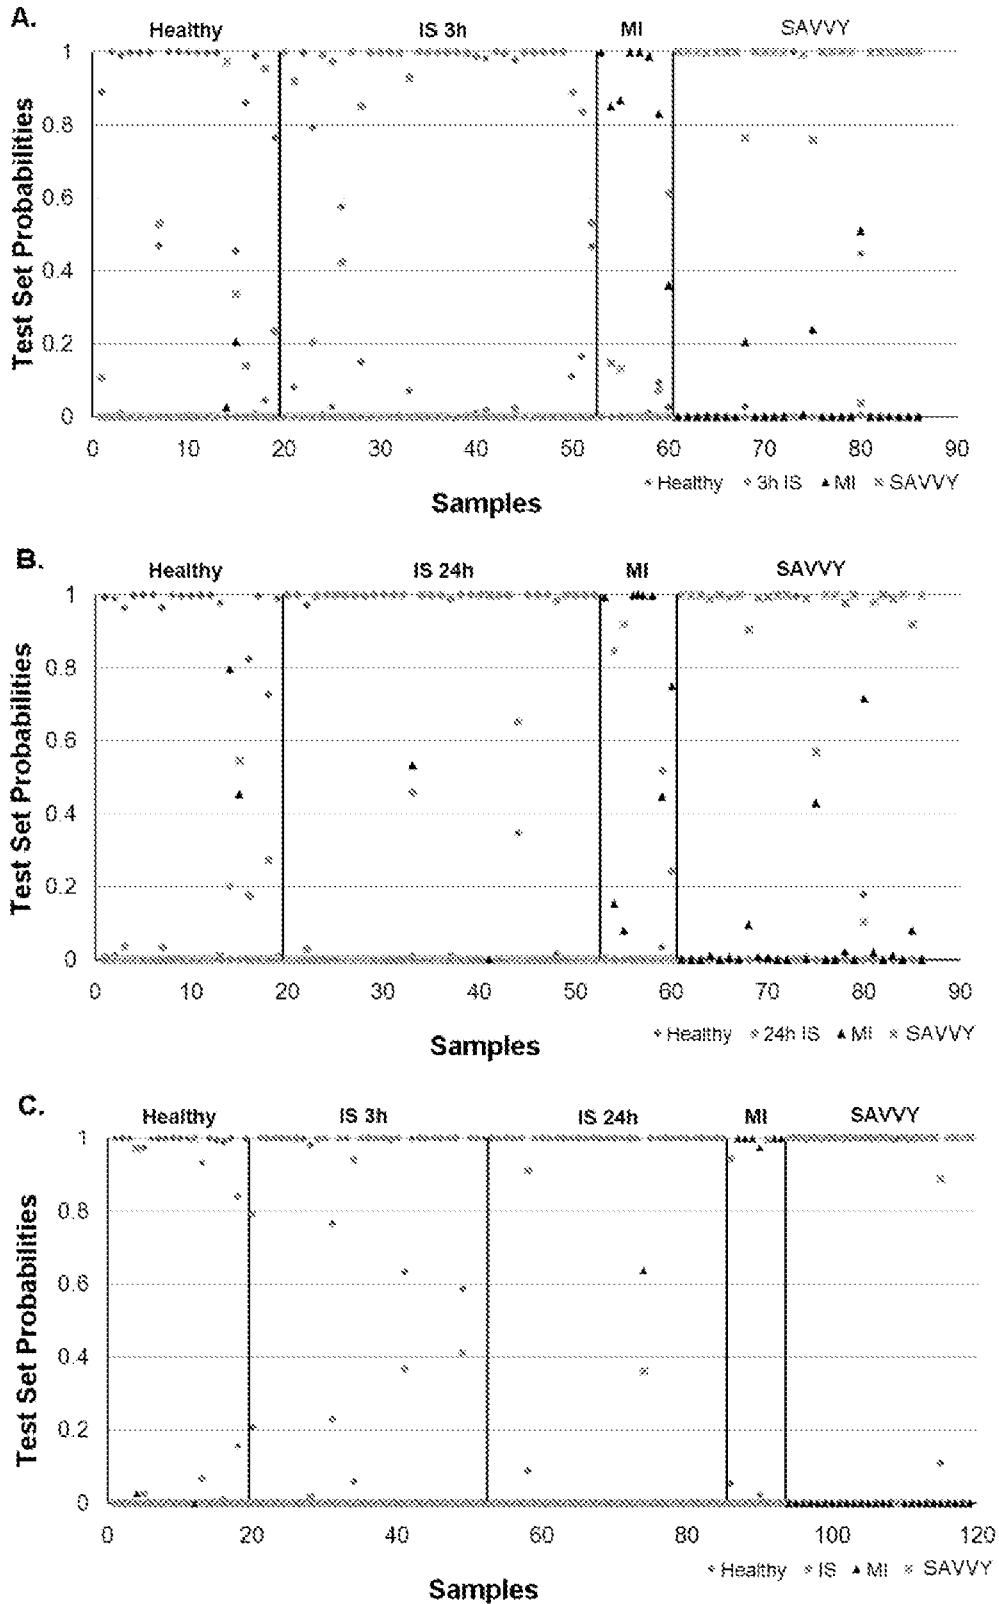 A.
Healthy IS 3h MI SAVVY
Test Set Probabilities
1
0.8
0.6
0.4
0.2
0
0 10 20 30 40 50 60 70 80 90
Healthy 3h IS MI SAVVY
Samples
B.
Healthy IS 24h MI SAVVY
Test Set Probabilities
1
0.8
0.6
0.4
0.2
0
0 10 20 30 40 50 60 70 80 90
Healthy 24h IS MI SAVVY
Samples
C.
Healthy IS 3h IS 24h MI SAVVY
Test Set Probabilities
1
0.8
0.6
0.4
0.2
0
0 20 40 60 80 100 120
Healthy IS MI SAVVY
Samples